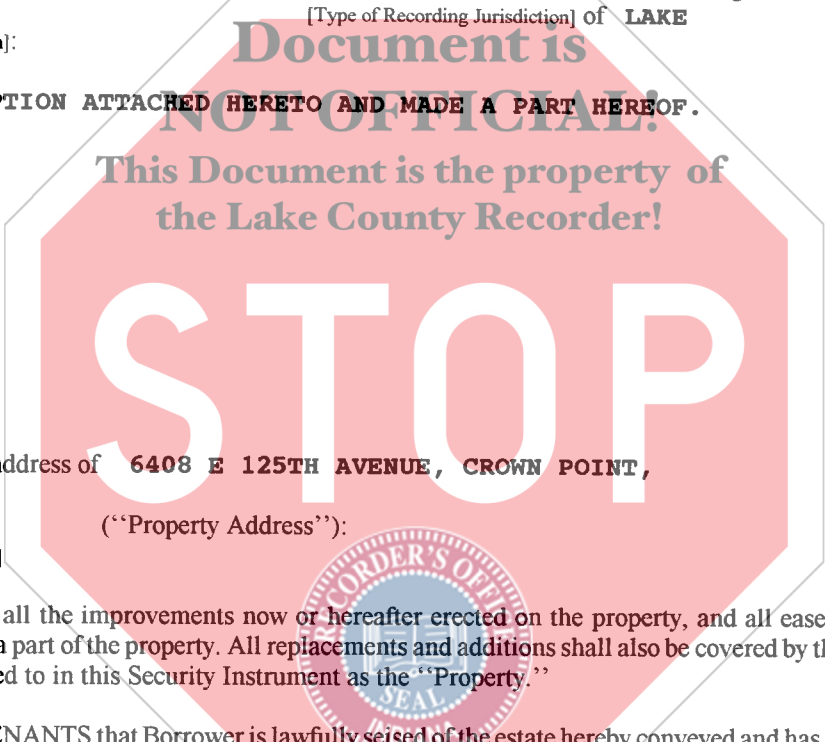 [Type of Recording Jurisdiction] of LAKE
]:
Document is
TION ATTACHED HERETO AND MADE A PART HEREOF.
NOT OFFICIAL!
This Document is the property of
the Lake County Recorder!
STOP
address of 6408 E 125TH AVENUE, CROWN POINT,
("Property Address"):
]
RECORDER'S OFFI
all the improvements now or hereafter erected on the property, and all ease
part of the property. All replacements and additions shall also be covered by th
ed to in this Security Instrument as the "Property."
SEAL
ENANTS that Borrower is lawfully seised of the estate hereby conveyed and has